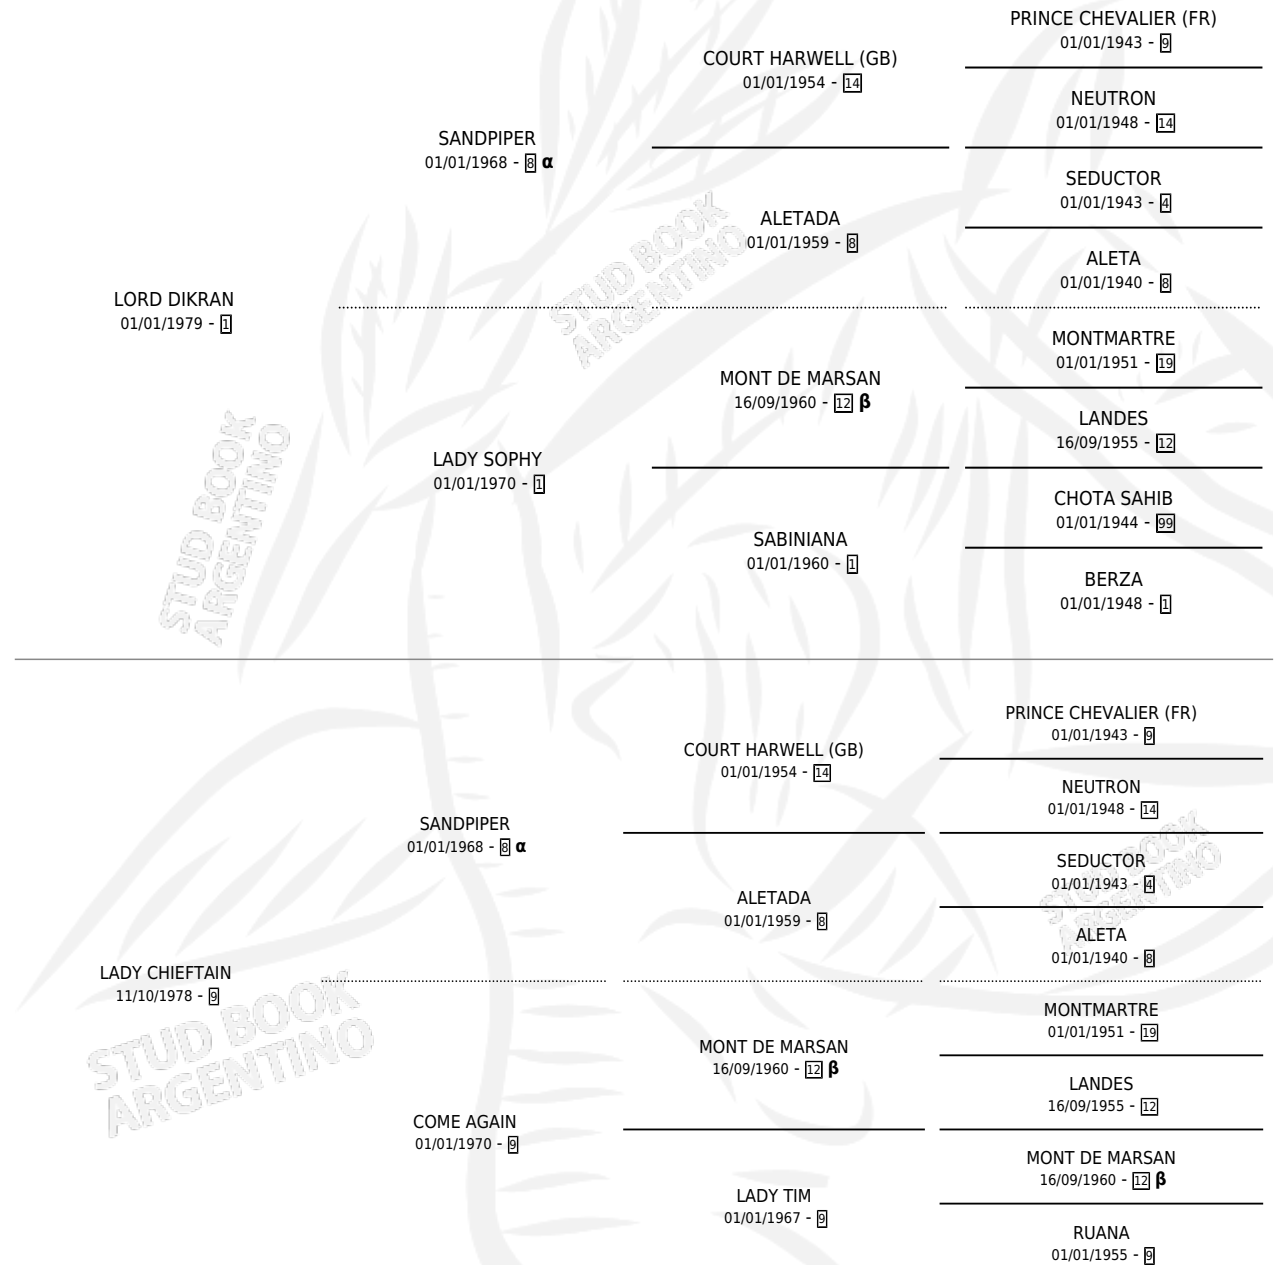 PRINCE CHEVALIER (FR)
01/01/1943 - 9
COURT HARWELL (GB)
01/01/1954 - 14
NEUTRON
01/01/1948 - 14
SANDPIPER
01/01/1968 - 8 α
SEDUCTOR
01/01/1943 - 4
ALETADA
01/01/1959 - 8
ALETA
01/01/1940 - 8
LORD DIKRAN
01/01/1979 - 1
MONTMARTRE
01/01/1951 - 19
MONT DE MARSAN
16/09/1960 - 12 β
LANDES
16/09/1955 - 12
LADY SOPHY
01/01/1970 - 1
CHOTA SAHIB
01/01/1944 - 99
SABINIANA
01/01/1960 - 1
BERZA
01/01/1948 - 1
STUD BOOK
ARGENTINO
STUD BOOK
ARGENTINO
PRINCE CHEVALIER (FR)
01/01/1943 - 9
COURT HARWELL (GB)
01/01/1954 - 14
NEUTRON
01/01/1948 - 14
SANDPIPER
01/01/1968 - 8 α
SEDUCTOR
01/01/1943 - 4
ALETADA
01/01/1959 - 8
ALETA
01/01/1940 - 8
LADY CHIEFTAIN
11/10/1978 - 9
MONTMARTRE
01/01/1951 - 19
MONT DE MARSAN
16/09/1960 - 12 β
LANDES
16/09/1955 - 12
COME AGAIN
01/01/1970 - 9
MONT DE MARSAN
16/09/1960 - 12 β
LADY TIM
01/01/1967 - 9
RUANA
01/01/1955 - 9
STUD BOOK
ARGENTINO
STUD BOOK
ARGENTINO